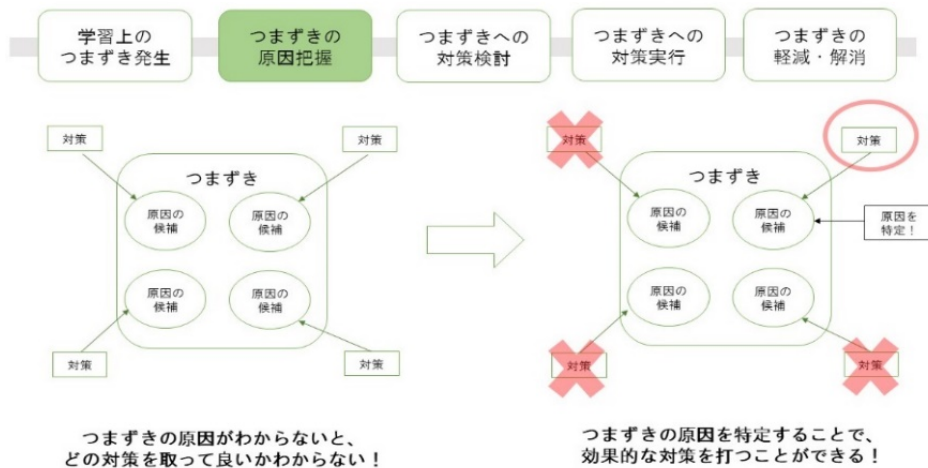 学習上の
つまずき発生
つまずきの
原因把握
つまずきへの
対策検討
つまずきへの
対策実行
つまずきの
軽減・解消
対策
対策
つまずき
原因の
候補
原因の
候補
原因の
候補
原因の
候補
対策
対策
対策
対策
つまずき
原因の
候補
原因の
候補
原因を
特定！
原因の
候補
原因の
候補
対策
対策
つまずきの原因がわからないと、
どの対策を取って良いかわからない！
つまずきの原因を特定することで、
効果的な対策を打つことができる！